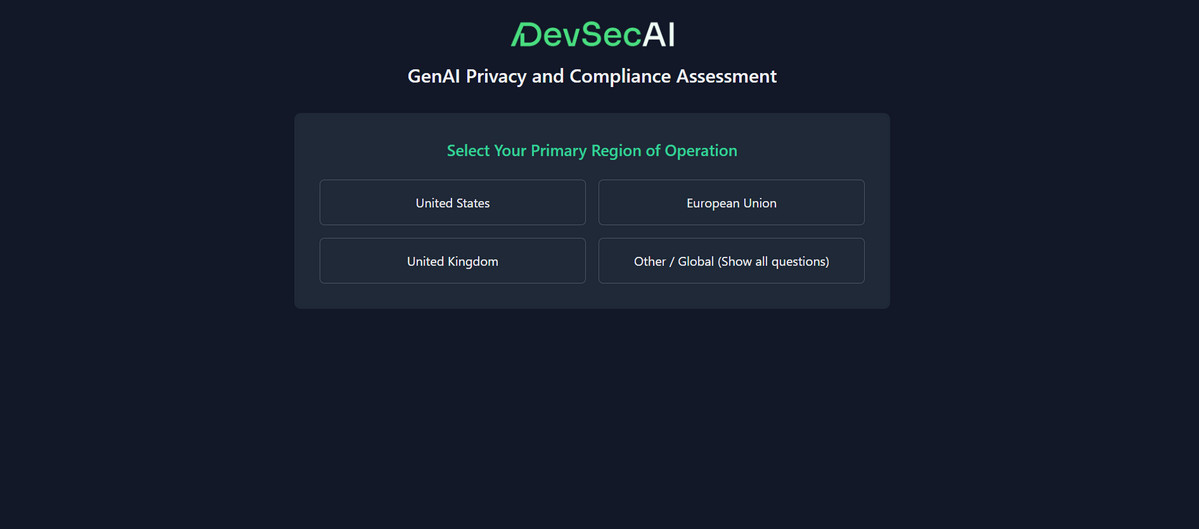 DevSecAI
GenAI Privacy and Compliance Assessment
Select Your Primary Region of Operation
United States
European Union
United Kingdom
Other / Global (Show all questions)